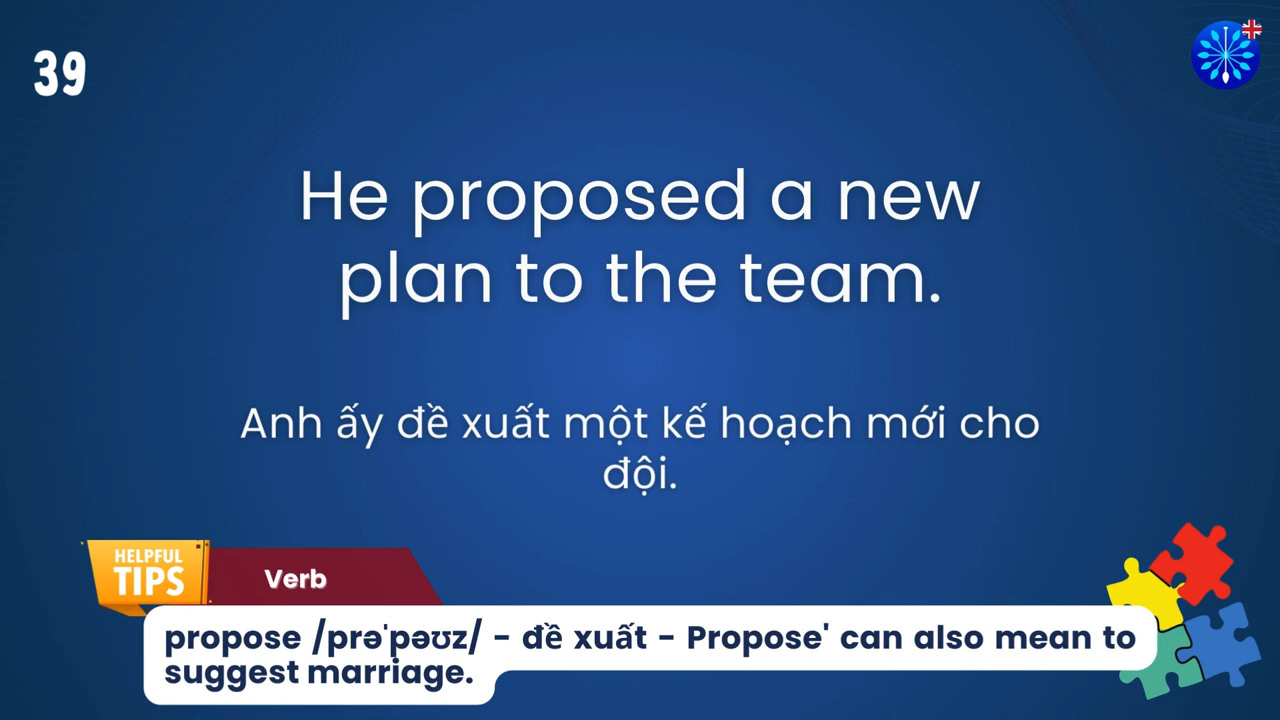 39
He proposed a new
plan to the team.
Anh ấy đề xuất một kế hoạch mới cho
đội.
HELPFUL
TIPS
Verb
propose /prəˈpəʊz/ - đề xuất - Propose' can also mean to
suggest marriage.